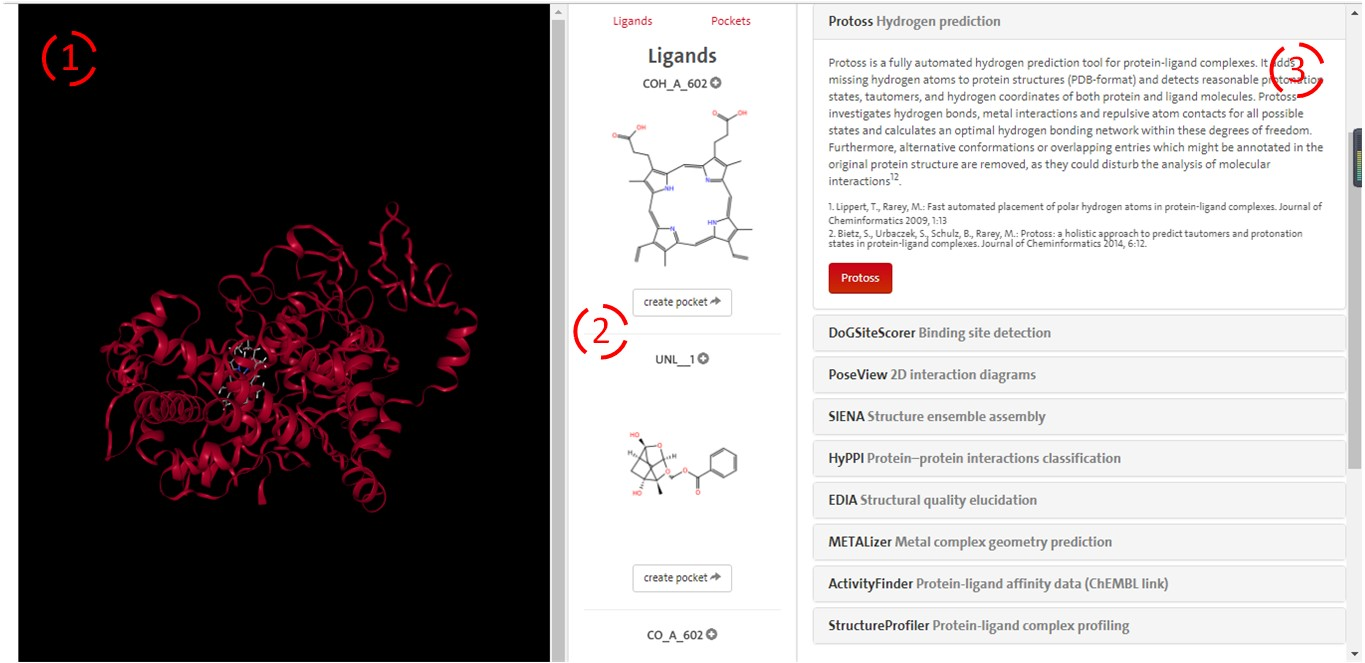 1
Ligands Pockets
Ligands
COH_A_602
OH
O
O
OH
NH
N
HN
N
create pocket
2
UNL__1
HO
O
H
H
O
O
HO
O
create pocket
CO_A_602
3
Protoss Hydrogen prediction
Protoss is a fully automated hydrogen prediction tool for protein-ligand complexes. It adds
missing hydrogen atoms to protein structures (PDB-format) and detects reasonable protonation
states, tautomers, and hydrogen coordinates of both protein and ligand molecules. Protoss
investigates hydrogen bonds, metal interactions and repulsive atom contacts for all possible
states and calculates an optimal hydrogen bonding network within these degrees of freedom.
Furthermore, alternative conformations or overlapping entries which might be annotated in the
original protein structure are removed, as they could disturb the analysis of molecular
interactions12.
1. Lippert, T., Rarey, M.: Fast automated placement of polar hydrogen atoms in protein-ligand complexes. Journal of
Cheminformatics 2009, 1:13
2. Bietz, S., Urbaczek, S., Schulz, B., Rarey, M.: Protoss: a holistic approach to predict tautomers and protonation
states in protein-ligand complexes. Journal of Cheminformatics 2014, 6:12.
Protoss
DoGSiteScorer Binding site detection
PoseView 2D interaction diagrams
SIENA Structure ensemble assembly
HyPPI Protein–protein interactions classification
EDIA Structural quality elucidation
METALizer Metal complex geometry prediction
ActivityFinder Protein-ligand affinity data (ChEMBL link)
StructureProfiler Protein-ligand complex profiling